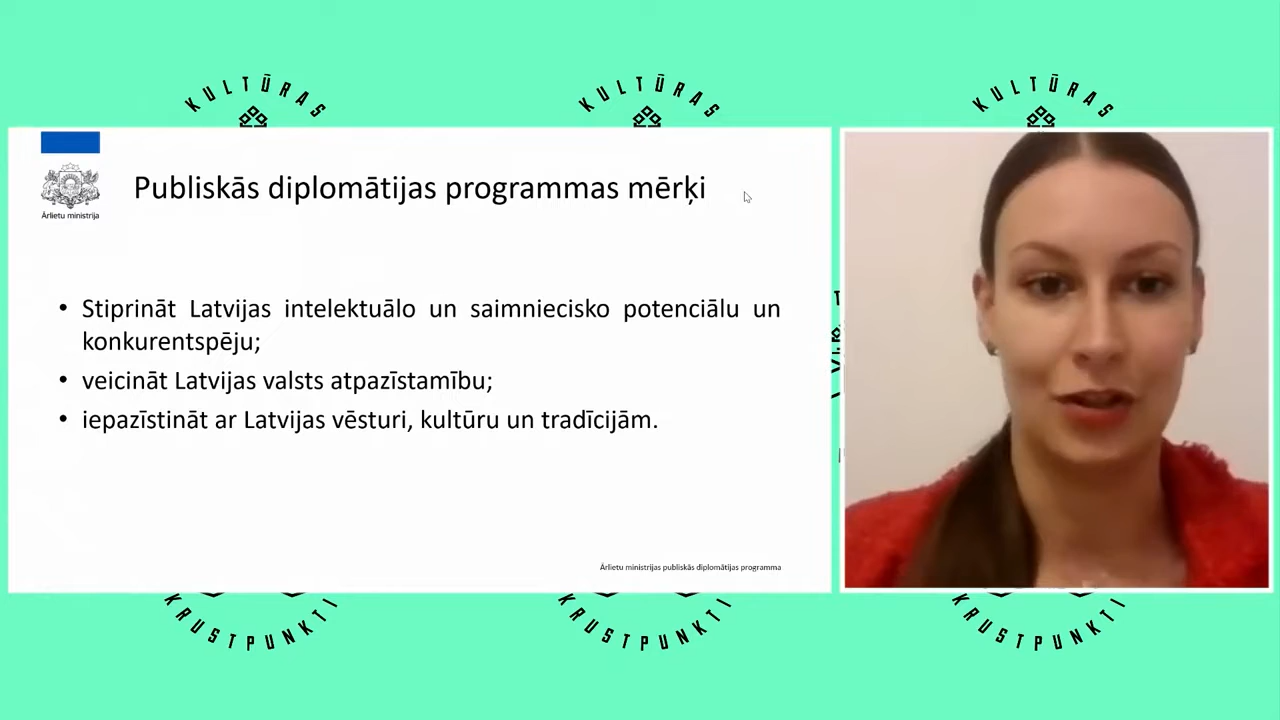 KULTŪRAS
KULTŪRAS
KULTŪRAS
Ārlietu ministrija
Publiskās diplomātijas programmas mērķi
• Stiprināt Latvijas intelektuālo un saimniecisko potenciālu un
konkurentspēju;
• veicināt Latvijas valsts atpazīstamību;
• iepazīstināt ar Latvijas vēsturi, kultūru un tradīcijām.
Ārlietu ministrijas publiskās diplomātijas programma
KRUSTPUNKTI
KRUSTPUNKTI
KRUSTPUNKTI